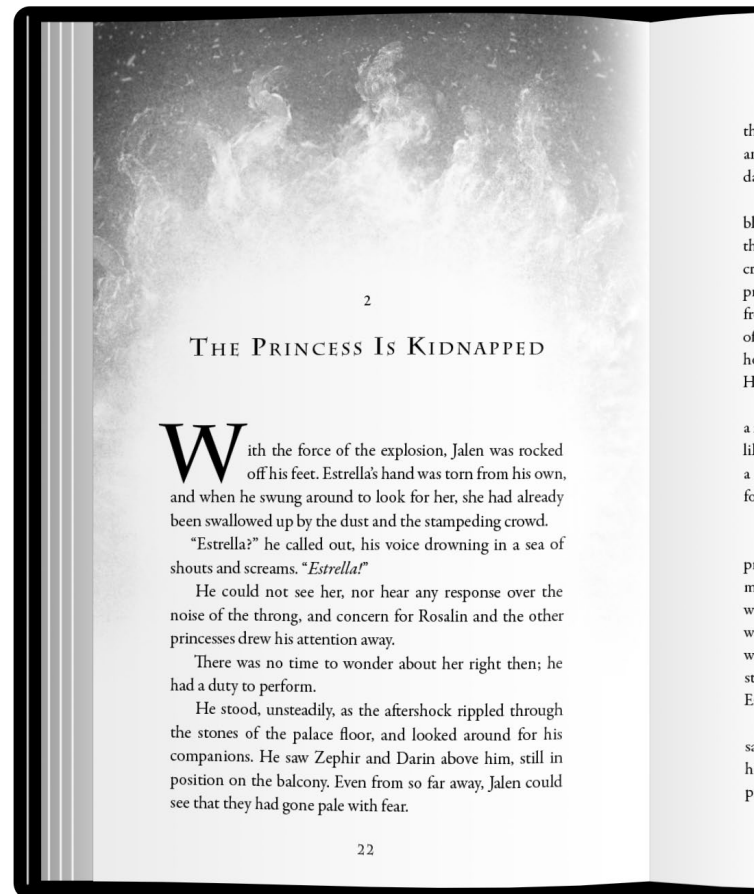 2
THE PRINCESS IS KIDNAPPED
With the force of the explosion, Jalen was rocked
off his feet. Estrella’s hand was torn from his own,
and when he swung around to look for her, she had already
been swallowed up by the dust and the stampeding crowd.
“Estrella?” he called out, his voice drowning in a sea of
shouts and screams. “Estrella!”
He could not see her, nor hear any response over the
noise of the throng, and concern for Rosalin and the other
princesses drew his attention away.
There was no time to wonder about her right then; he
had a duty to perform.
He stood, unsteadily, as the aftershock rippled through
the stones of the palace floor, and looked around for his
companions. He saw Zephir and Darin above him, still in
position on the balcony. Even from so far away, Jalen could
see that they had gone pale with fear.
22